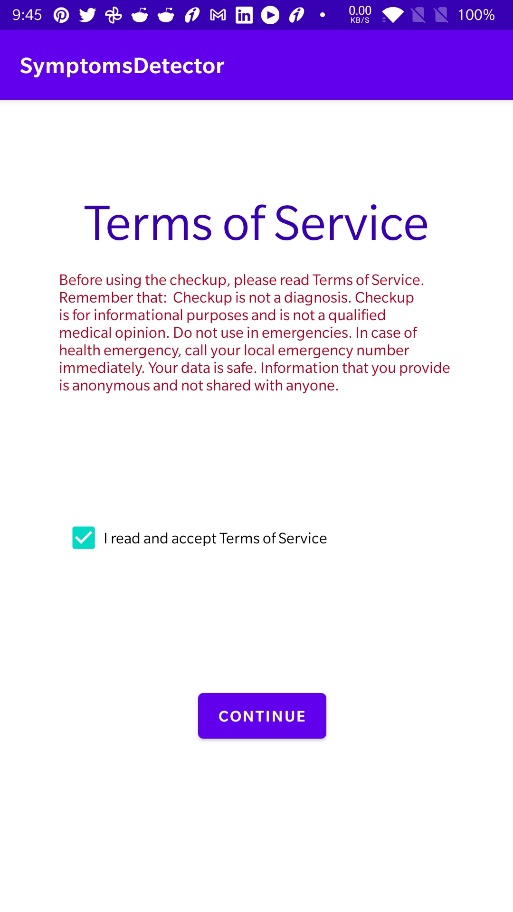 9:45 0.00 KB/S 100%
SymptomsDetector
Terms of Service
Before using the checkup, please read Terms of Service.
Remember that:  Checkup is not a diagnosis. Checkup
is for informational purposes and is not a qualified
medical opinion. Do not use in emergencies. In case of
health emergency, call your local emergency number
immediately. Your data is safe. Information that you provide
is anonymous and not shared with anyone.
I read and accept Terms of Service
CONTINUE